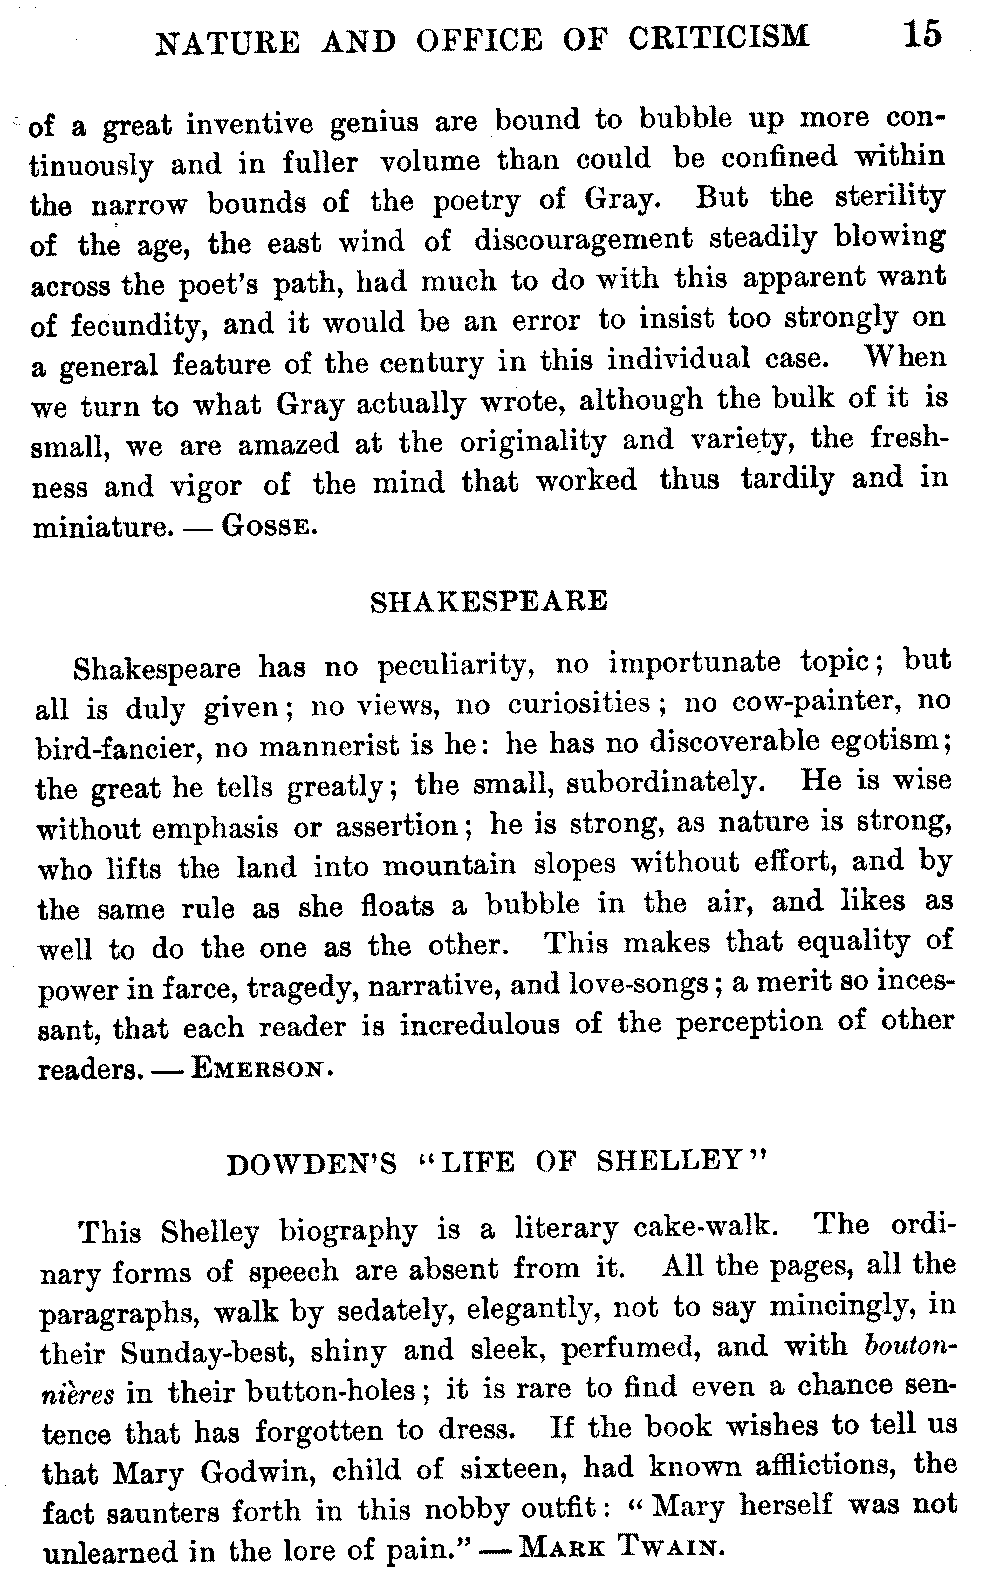 NATURE AND OFFICE OF CRITICISM 15
of a great inventive genius are bound to bubble up more con-
tinuously and in fuller volume than could be confined within
the narrow bounds of the poetry of Gray. But the sterility
of the age, the east wind of discouragement steadily blowing
across the poet's path, had much to do with this apparent want
of fecundity, and it would be an error to insist too strongly on
a general feature of the century in this individual case. When
we turn to what Gray actually wrote, although the bulk of it is
small, we are amazed at the originality and variety, the fresh-
ness and vigor of the mind that worked thus tardily and in
miniature. — GOSSE.
SHAKESPEARE
Shakespeare has no peculiarity, no importunate topic; but
all is duly given; no views, no curiosities; no cow-painter, no
bird-fancier, no mannerist is he: he has no discoverable egotism;
the great he tells greatly; the small, subordinately. He is wise
without emphasis or assertion; he is strong, as nature is strong,
who lifts the land into mountain slopes without effort, and by
the same rule as she floats a bubble in the air, and likes as
well to do the one as the other. This makes that equality of
power in farce, tragedy, narrative, and love-songs; a merit so inces-
sant, that each reader is incredulous of the perception of other
readers. — EMERSON.
DOWDEN'S "LIFE OF SHELLEY"
This Shelley biography is a literary cake-walk. The ordi-
nary forms of speech are absent from it. All the pages, all the
paragraphs, walk by sedately, elegantly, not to say mincingly, in
their Sunday-best, shiny and sleek, perfumed, and with bouton-
nières in their button-holes; it is rare to find even a chance sen-
tence that has forgotten to dress. If the book wishes to tell us
that Mary Godwin, child of sixteen, had known afflictions, the
fact saunters forth in this nobby outfit: "Mary herself was not
unlearned in the lore of pain." — MARK TWAIN.